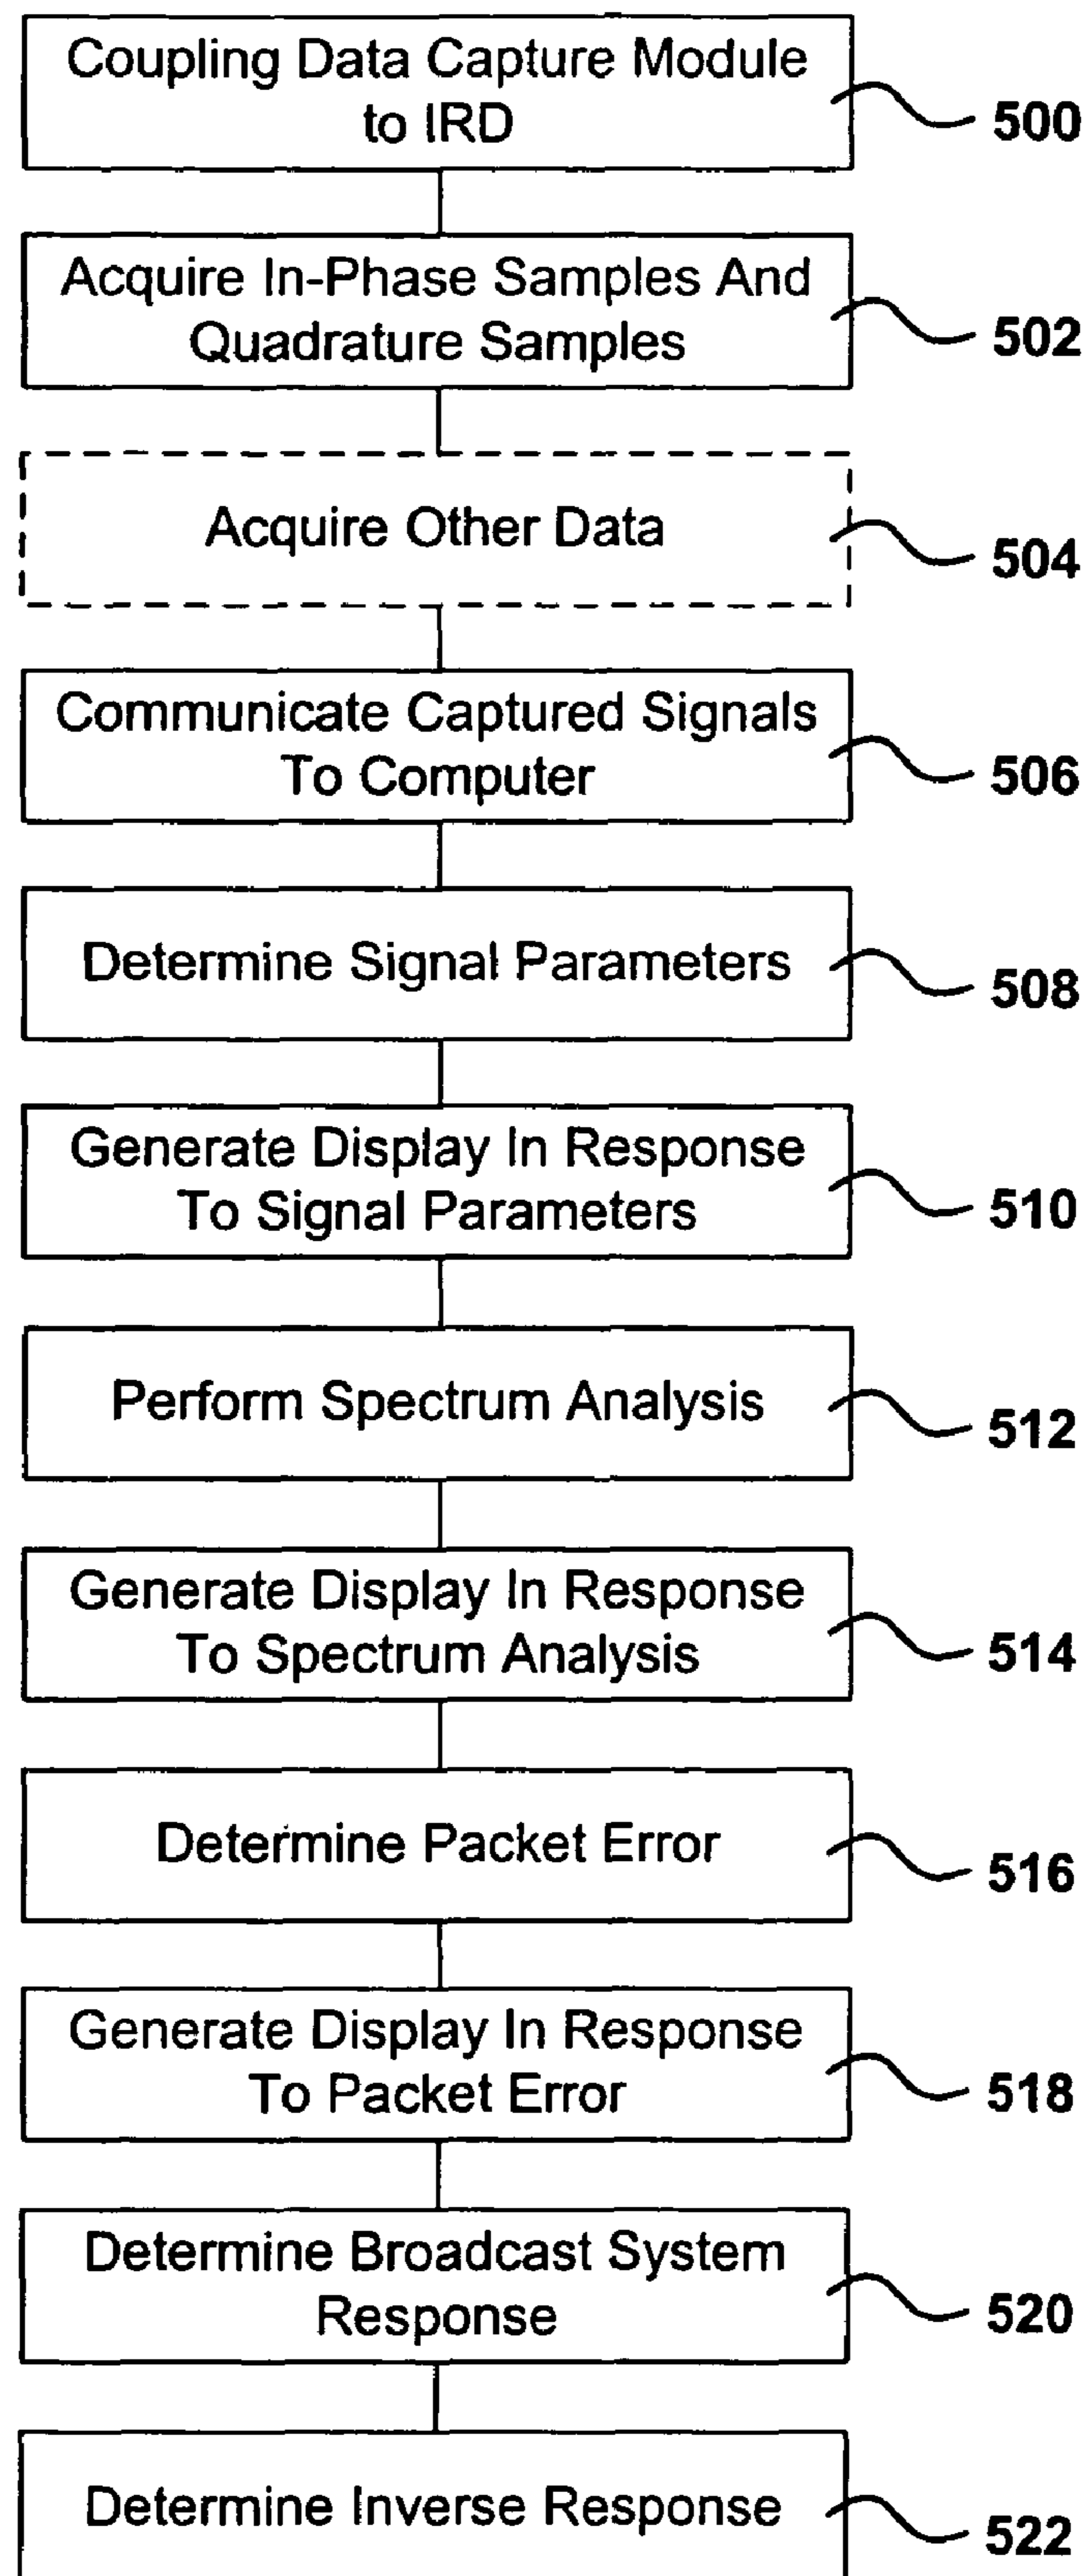 Coupling Data Capture Module
to IRD
500
Acquire In-Phase Samples And
Quadrature Samples
502
Acquire Other Data
504
Communicate Captured Signals
To Computer
506
Determine Signal Parameters
508
Generate Display In Response
To Signal Parameters
510
Perform Spectrum Analysis
512
Generate Display In Response
To Spectrum Analysis
514
Determine Packet Error
516
Generate Display In Response
To Packet Error
518
Determine Broadcast System
Response
520
Determine Inverse Response
522